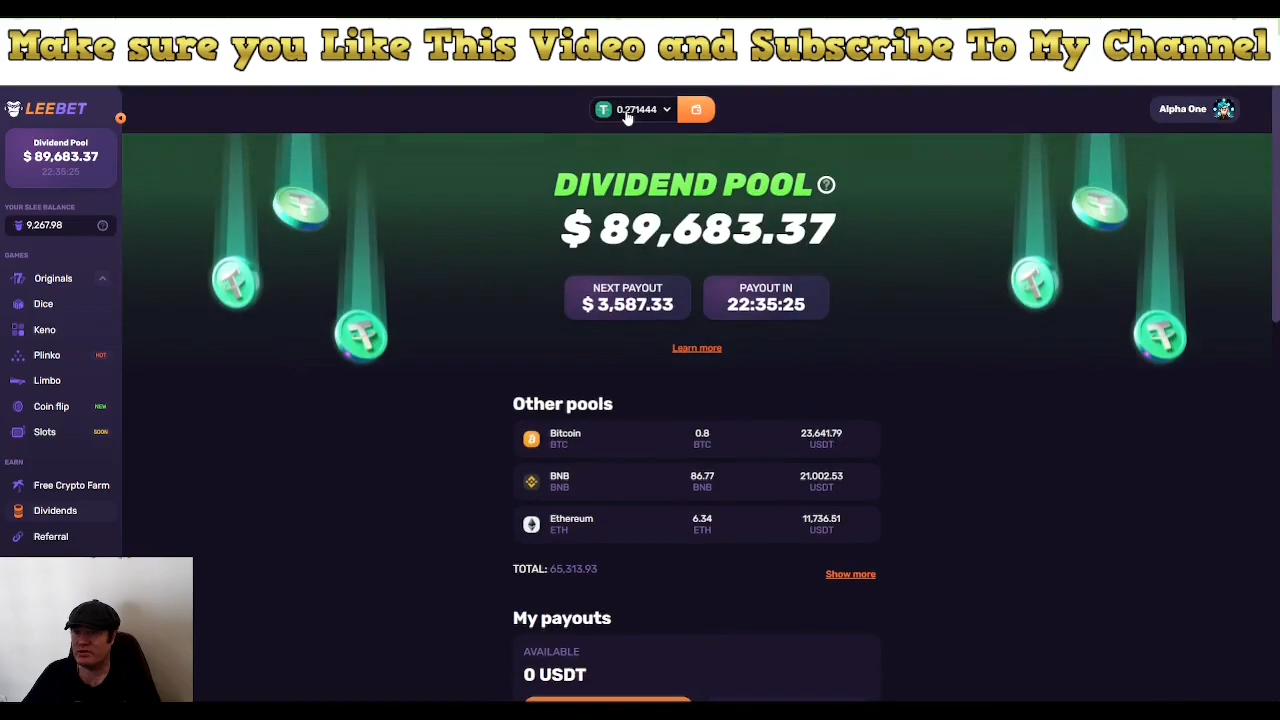 Make sure you Like This Video and Subscribe To My Channel
LEEBET
0.271444
Alpha One
Dividend Pool
$ 89,683.37
22:35:25
YOUR $LEE BALANCE
9,267.98
GAMES
Originals
Dice
Keno
Plinko HOT
Limbo
Coin flip NEW
Slots SOON
EARN
Free Crypto Farm
Dividends
Referral
DIVIDEND POOL
$ 89,683.37
NEXT PAYOUT
$ 3,587.33
PAYOUT IN
22:35:25
Learn more
Other pools
Bitcoin 0.8 23,641.79
BTC BTC USDT
BNB 86.77 21,002.53
BNB BNB USDT
Ethereum 6.34 11,736.51
ETH ETH USDT
TOTAL: 65,313.93
Show more
My payouts
AVAILABLE
0 USDT